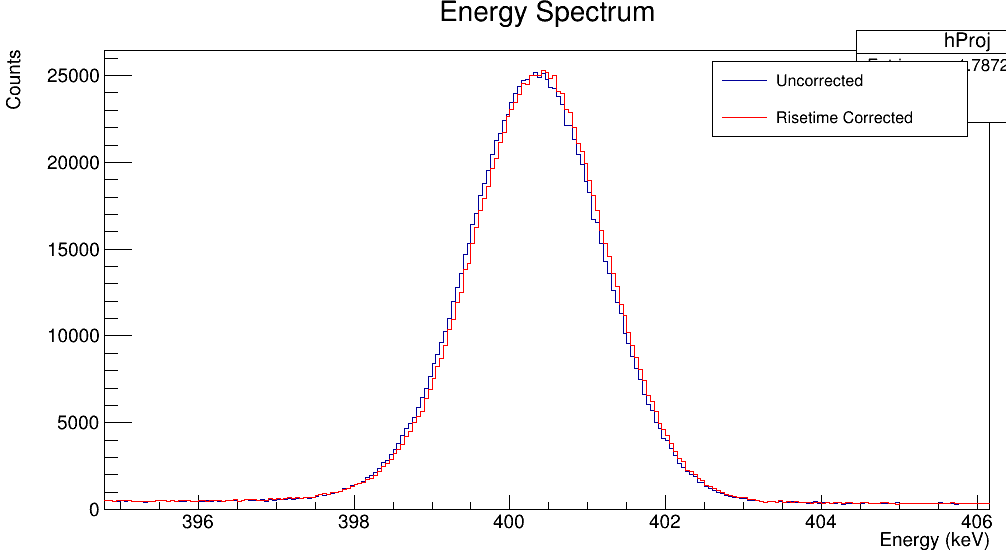 Energy Spectrum
hProj
Counts
Uncorrected
Risetime Corrected
25000
20000
15000
10000
5000
0
396
398
400
402
404
406
Energy (keV)